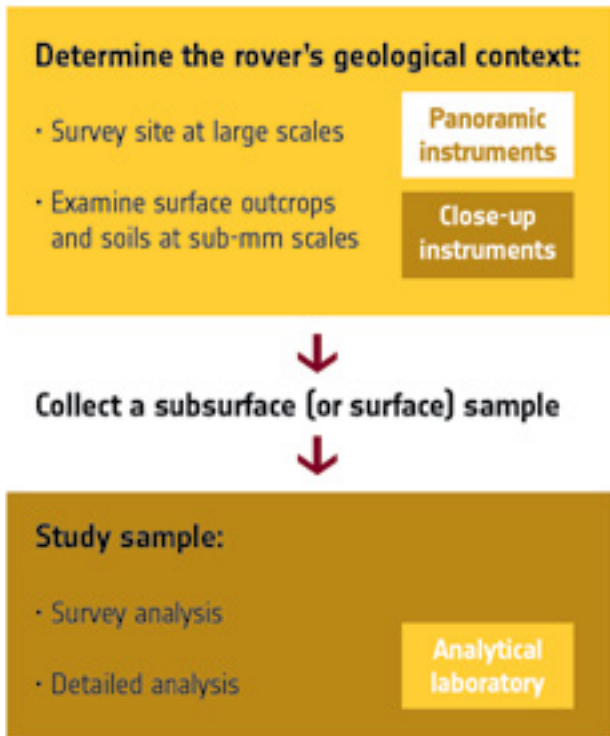 Determine the rover's geological context:
· Survey site at large scales
Panoramic
instruments
· Examine surface outcrops
and soils at sub-mm scales
Close-up
instruments
Collect a subsurface (or surface) sample
Study sample:
· Survey analysis
· Detailed analysis
Analytical
laboratory